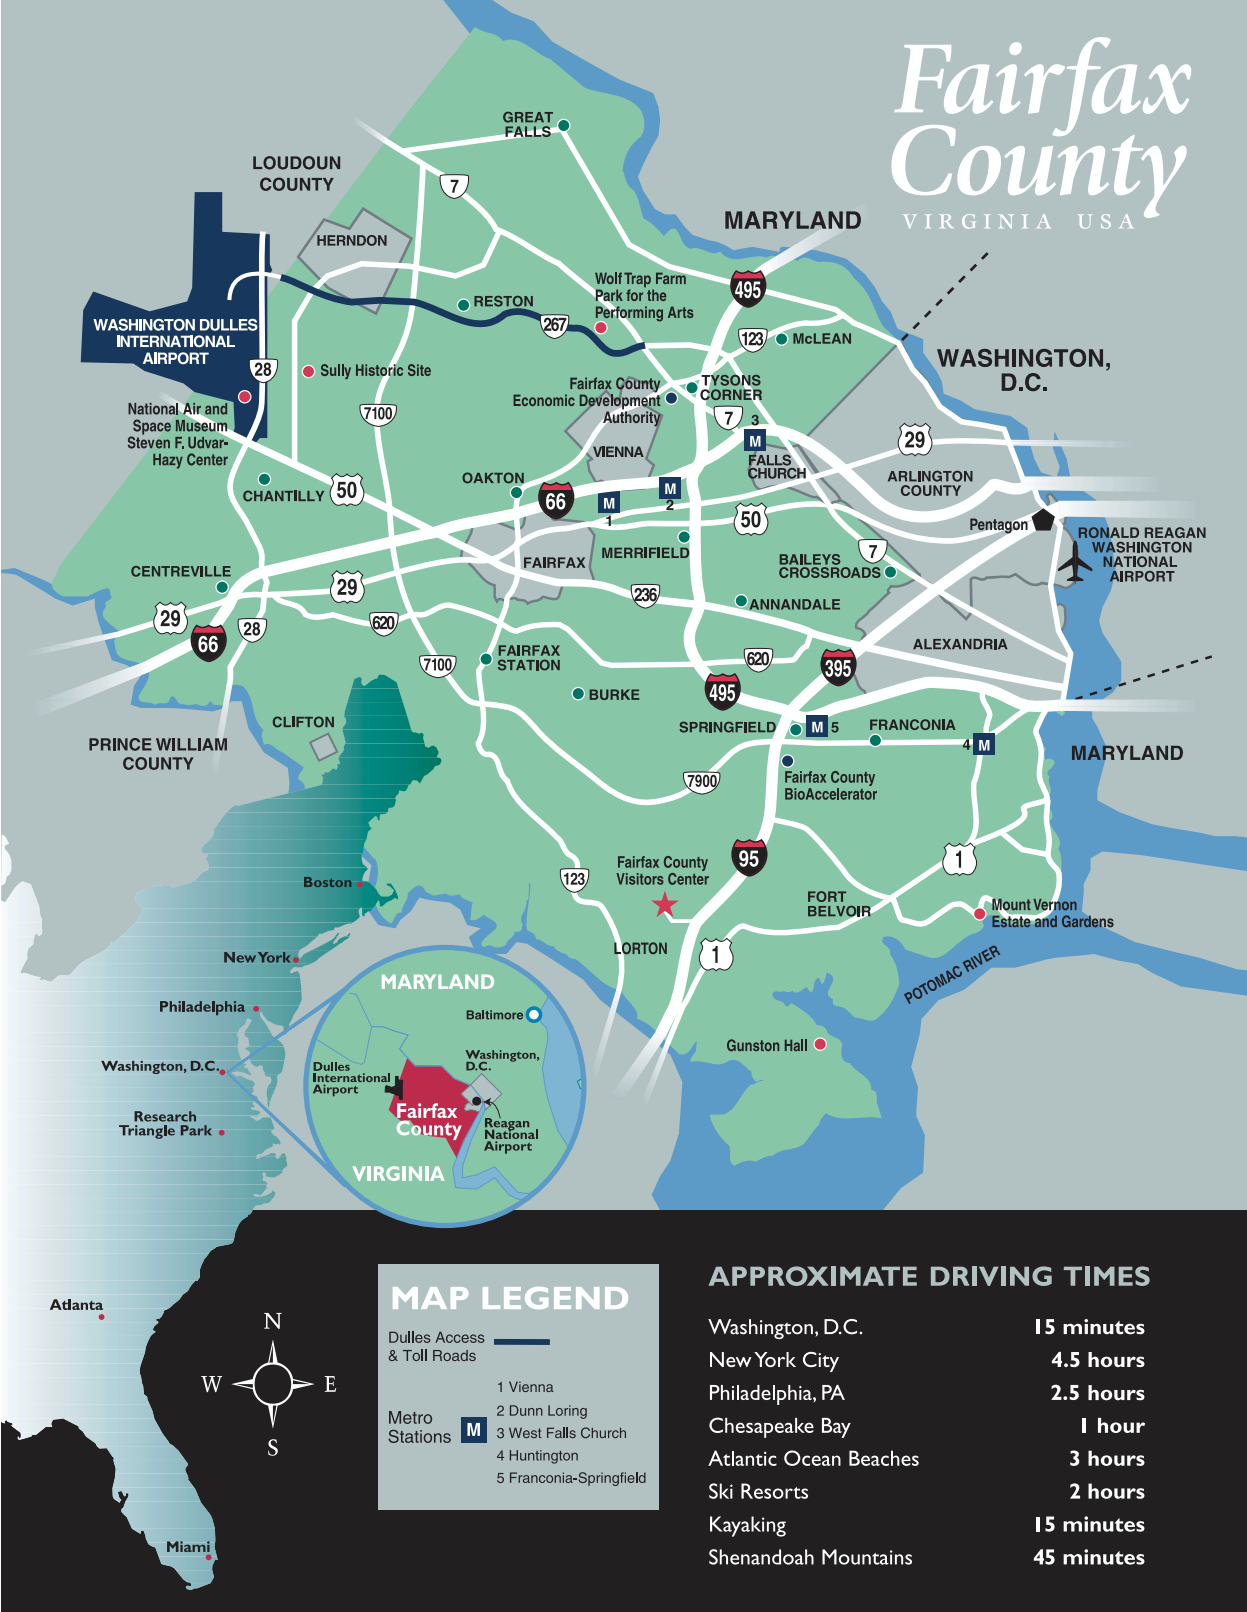 Fairfax
County
VIRGINIA USA
GREAT
FALLS
LOUDOUN
COUNTY
7
MARYLAND
HERNDON
495
Wolf Trap Farm
Park for the
Performing Arts
RESTON
267
WASHINGTON DULLES
INTERNATIONAL
AIRPORT
123
McLEAN
WASHINGTON,
D.C.
28
Sully Historic Site
TYSONS
CORNER
Fairfax County
Economic Development
Authority
National Air and
Space Museum
Steven F. Udvar-
Hazy Center
7100
7
3
M
29
VIENNA
FALLS
CHURCH
ARLINGTON
COUNTY
OAKTON
CHANTILLY
50
66
M
1
M
2
50
Pentagon
RONALD REAGAN
WASHINGTON
NATIONAL
AIRPORT
MERRIFIELD
7
BAILEYS
CROSSROADS
FAIRFAX
CENTREVILLE
29
236
ANNANDALE
29
66
28
620
ALEXANDRIA
7100
FAIRFAX
STATION
620
395
BURKE
495
CLIFTON
SPRINGFIELD
M 5
FRANCONIA
4 M
PRINCE WILLIAM
COUNTY
MARYLAND
7900
Fairfax County
BioAccelerator
95
1
Fairfax County
Visitors Center
123
Boston
FORT
BELVOIR
Mount Vernon
Estate and Gardens
LORTON
1
New York
POTOMAC RIVER
MARYLAND
Philadelphia
Baltimore
Gunston Hall
Washington, D.C.
Washington,
D.C.
Dulles
International
Airport
Fairfax
County
Research
Triangle Park
Reagan
National
Airport
VIRGINIA
Atlanta
Miami
N
W E
S
MAP LEGEND
Dulles Access
& Toll Roads
Metro
Stations
M
1 Vienna
2 Dunn Loring
3 West Falls Church
4 Huntington
5 Franconia-Springfield
APPROXIMATE DRIVING TIMES
Washington, D.C. 15 minutes
New York City 4.5 hours
Philadelphia, PA 2.5 hours
Chesapeake Bay 1 hour
Atlantic Ocean Beaches 3 hours
Ski Resorts 2 hours
Kayaking 15 minutes
Shenandoah Mountains 45 minutes